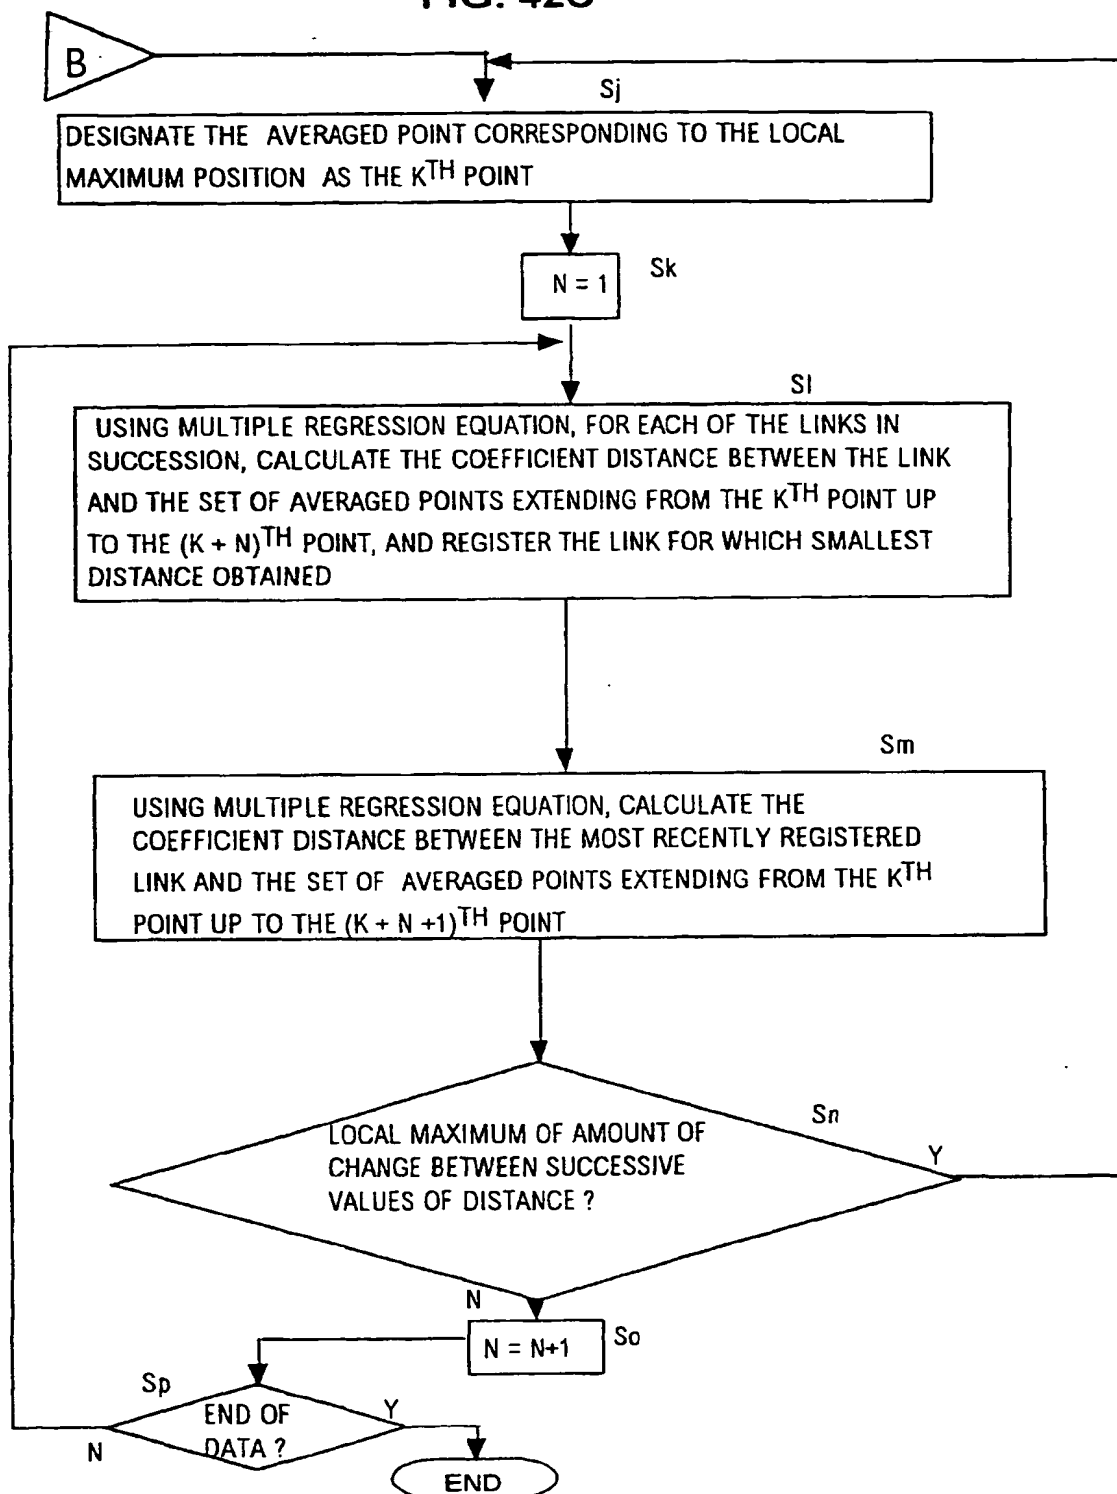 FIG. 42C
B
Sj
DESIGNATE THE AVERAGED POINT CORRESPONDING TO THE LOCAL
MAXIMUM POSITION AS THE KTH POINT
N = 1
Sk
Sl
USING MULTIPLE REGRESSION EQUATION, FOR EACH OF THE LINKS IN
SUCCESSION, CALCULATE THE COEFFICIENT DISTANCE BETWEEN THE LINK
AND THE SET OF AVERAGED POINTS EXTENDING FROM THE KTH POINT UP
TO THE (K + N)TH POINT, AND REGISTER THE LINK FOR WHICH SMALLEST
DISTANCE OBTAINED
Sm
USING MULTIPLE REGRESSION EQUATION, CALCULATE THE
COEFFICIENT DISTANCE BETWEEN THE MOST RECENTLY REGISTERED
LINK AND THE SET OF AVERAGED POINTS EXTENDING FROM THE KTH
POINT UP TO THE (K + N +1)TH POINT
Sn
LOCAL MAXIMUM OF AMOUNT OF
CHANGE BETWEEN SUCCESSIVE
VALUES OF DISTANCE ?
Y
N
N = N+1
So
Sp
END OF
DATA ?
Y
N
END